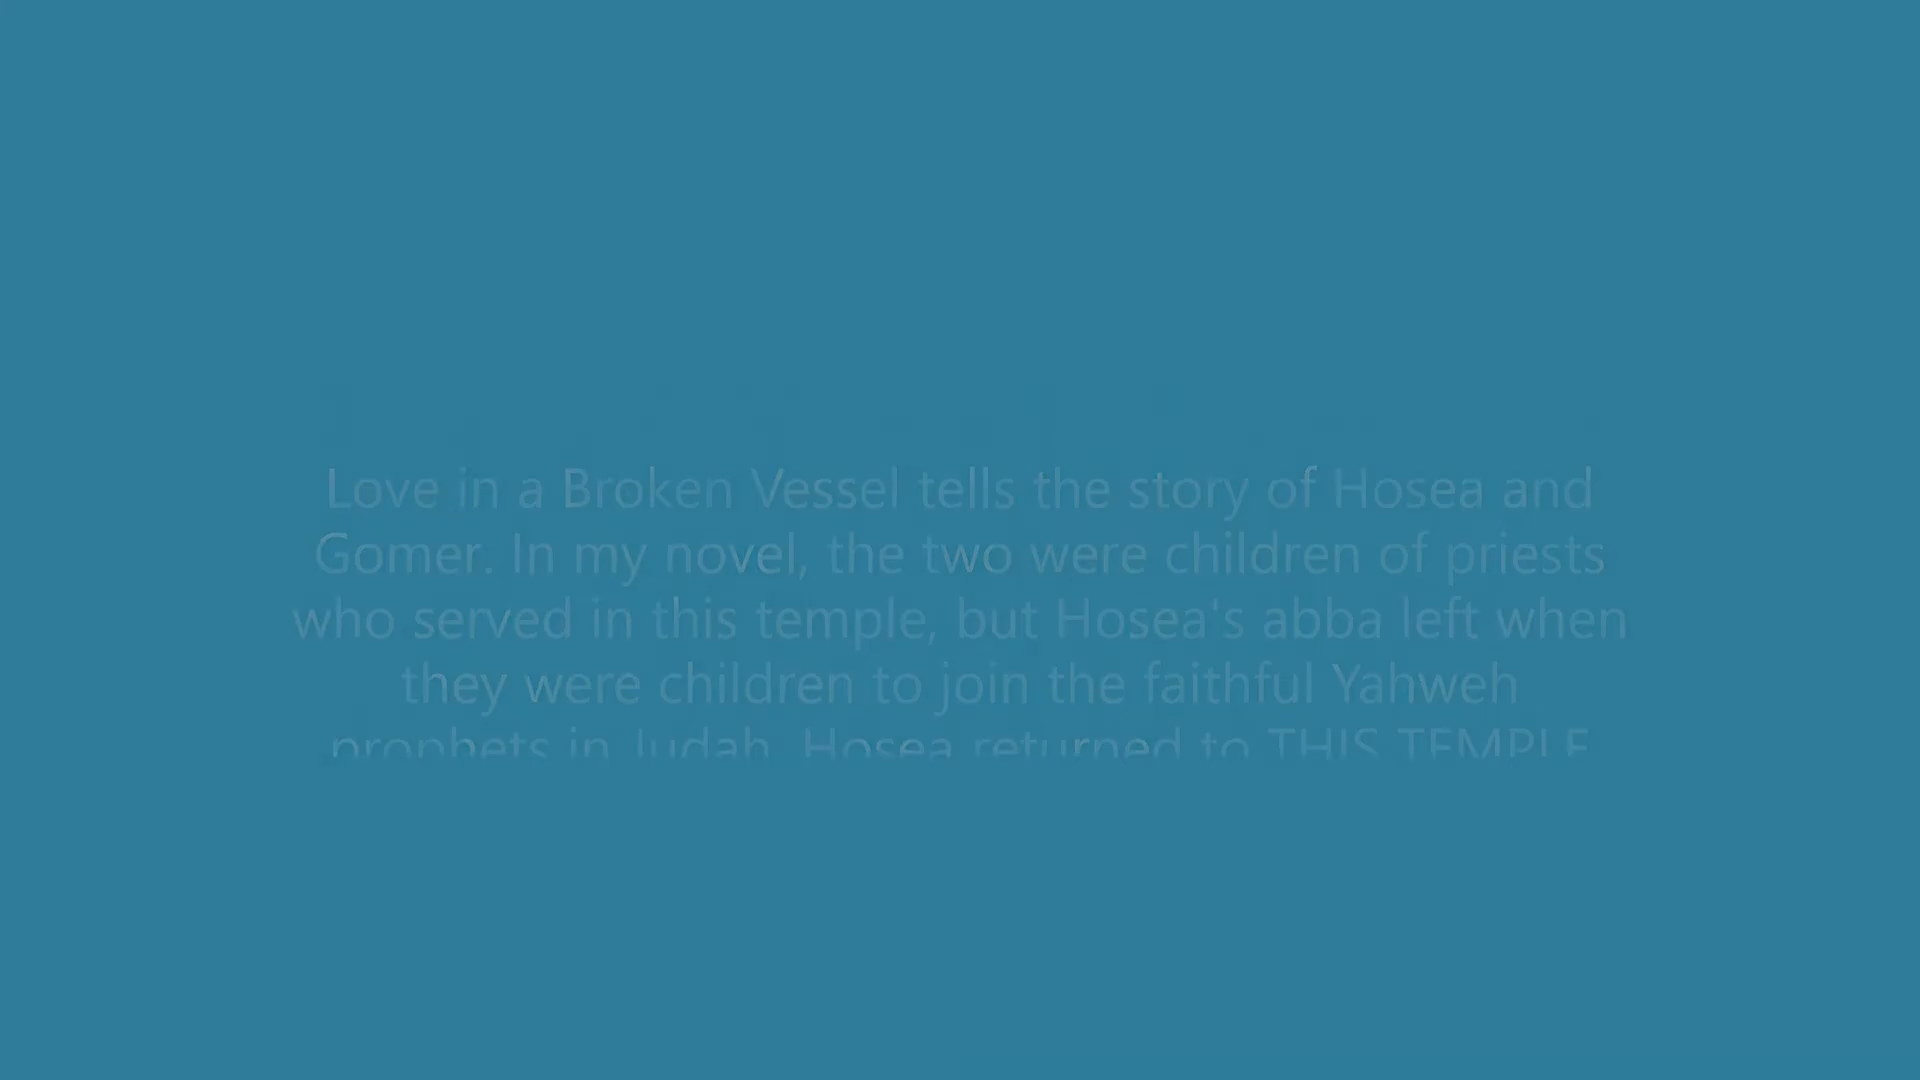 Love in a Broken Vessel tells the story of Hosea and
Gomer. In my novel, the two were children of priests
who served in this temple, but Hosea's abba left when
they were children to join the faithful Yahweh
prophets in Judah. Hosea returned to THIS TEMPLE